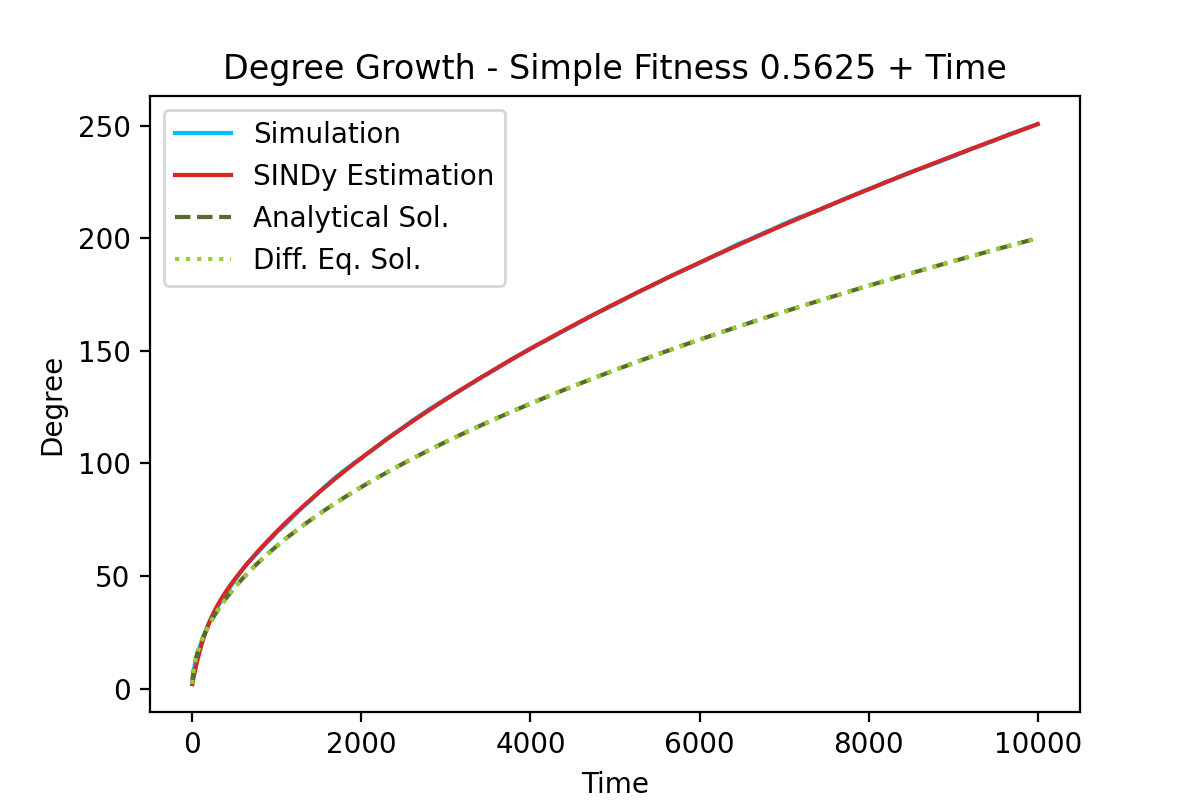 Degree Growth - Simple Fitness 0.5625 + Time
Simulation
SINDy Estimation
Analytical Sol.
Diff. Eq. Sol.
250
200
150
100
50
0
Degree
0 2000 4000 6000 8000 10000
Time